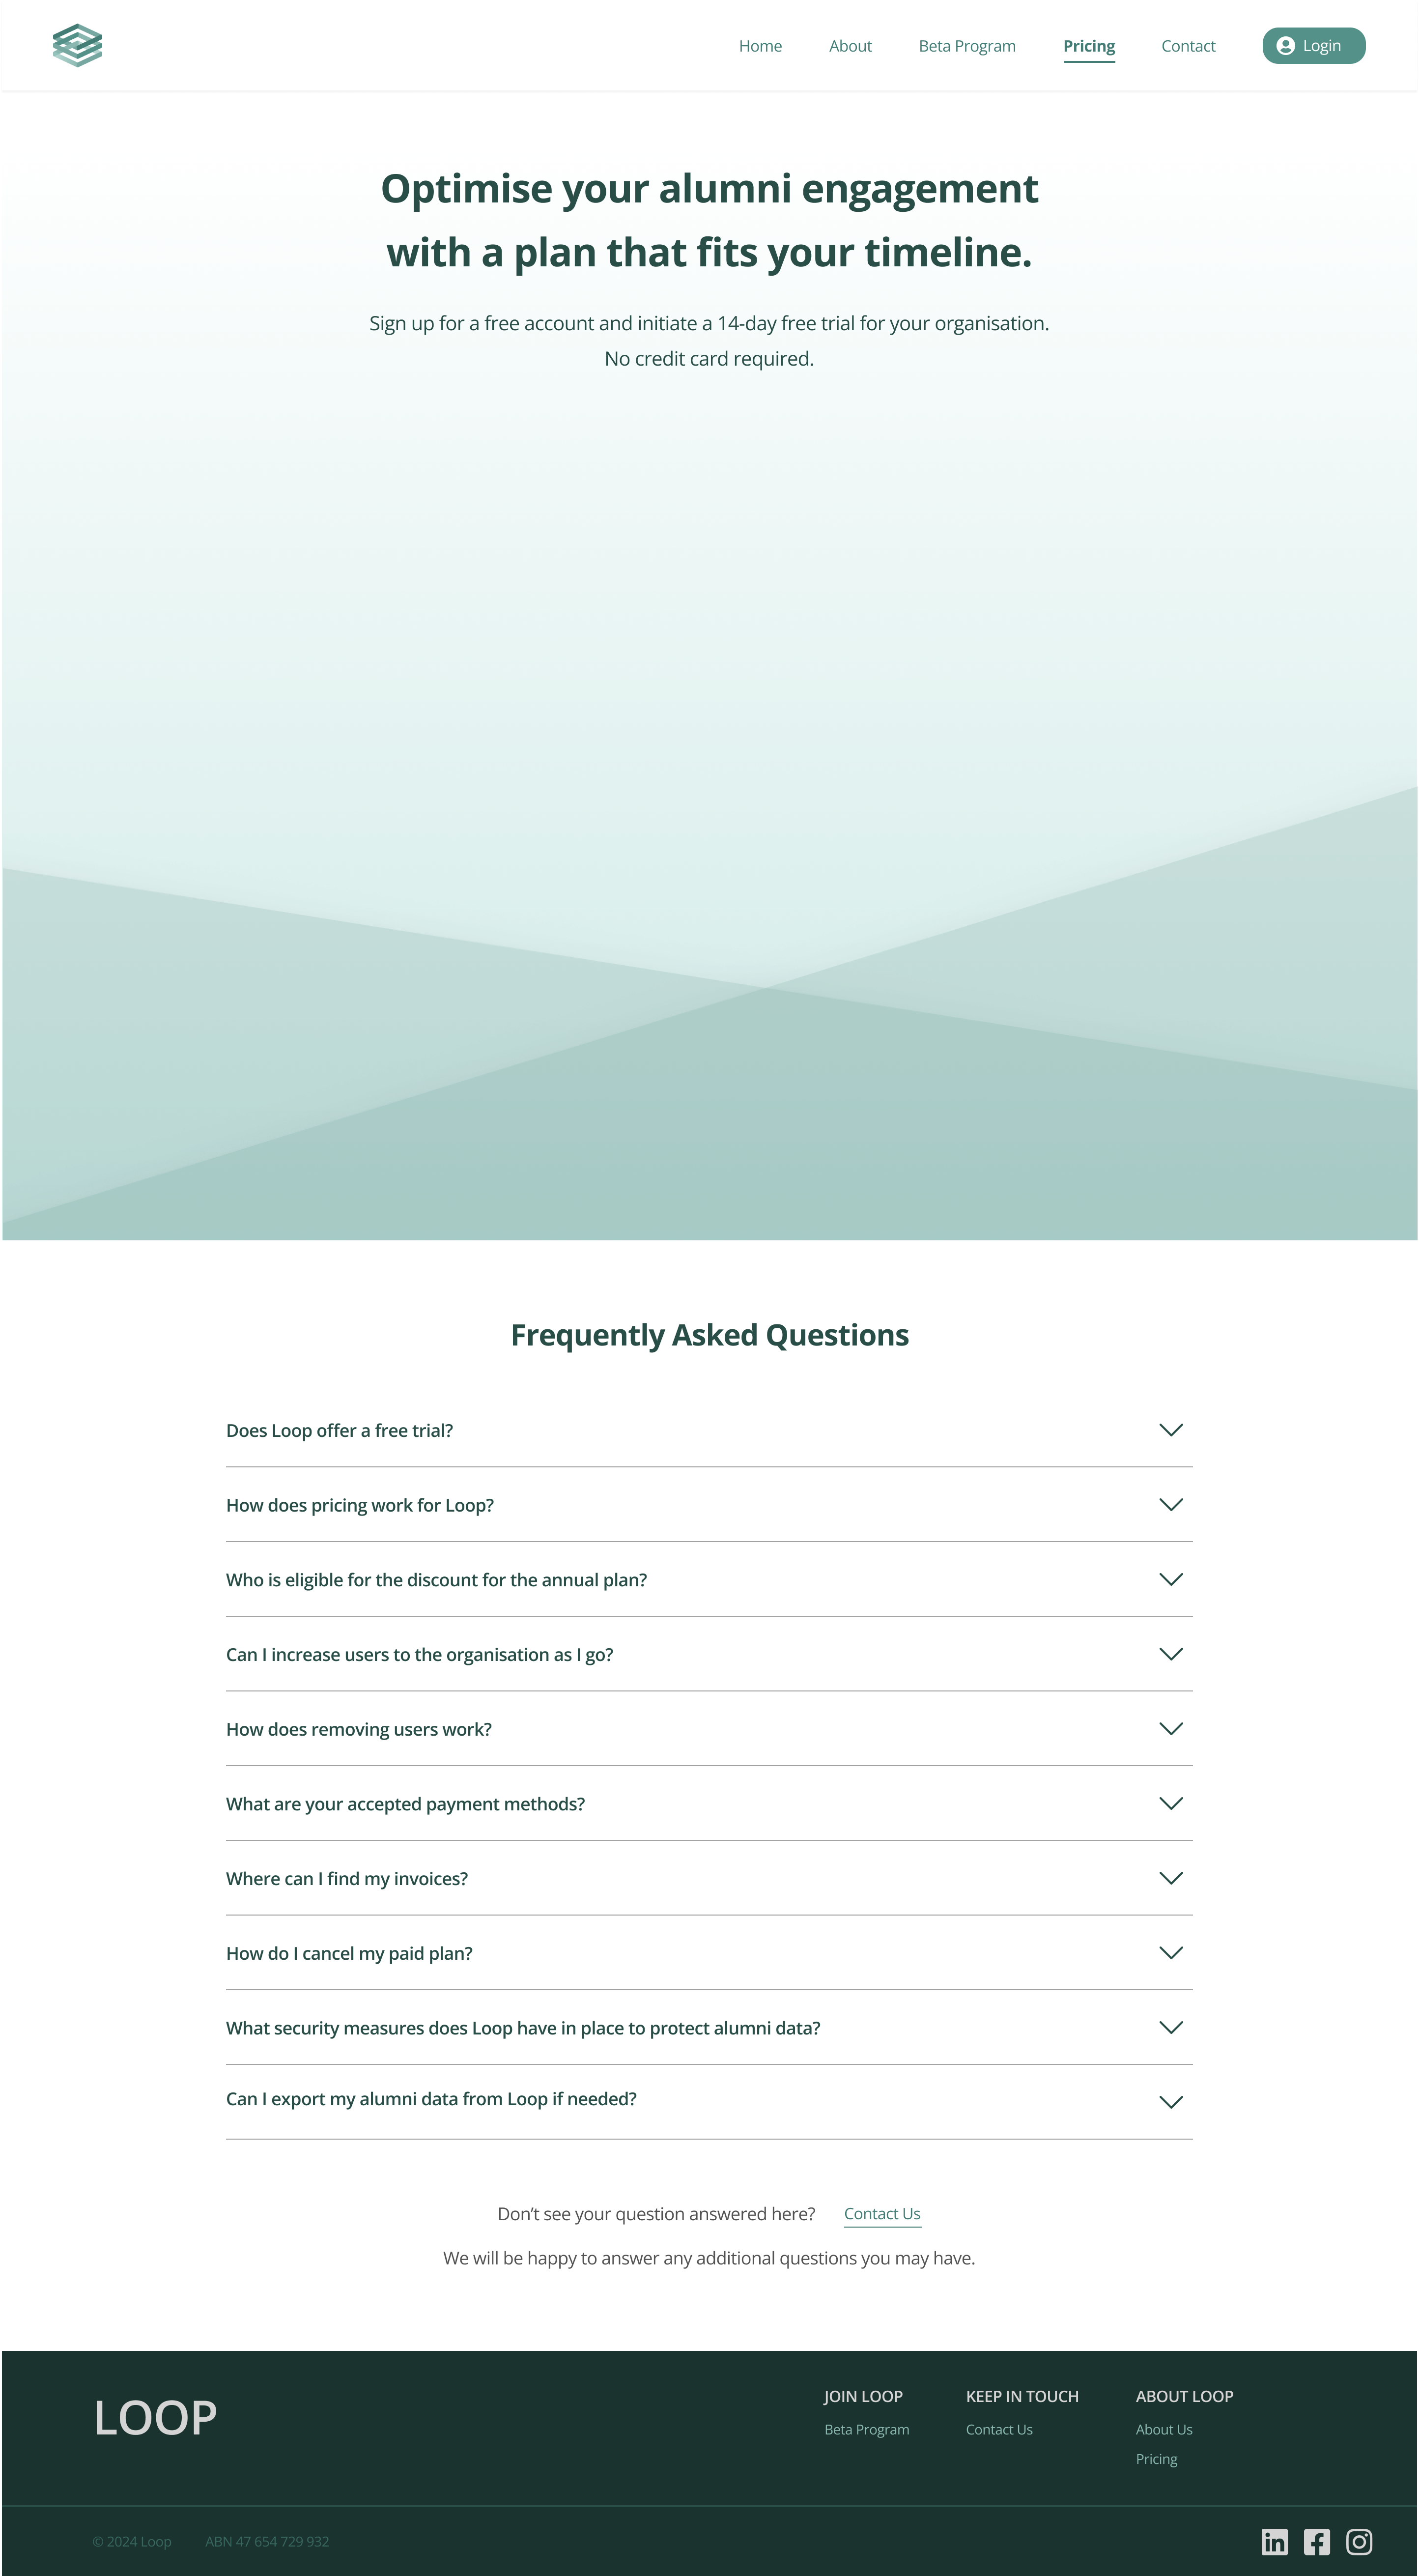 Home About Beta Program Pricing Contact Login
Optimise your alumni engagement
with a plan that fits your timeline.
Sign up for a free account and initiate a 14-day free trial for your organisation.
No credit card required.
Frequently Asked Questions
Does Loop offer a free trial?
How does pricing work for Loop?
Who is eligible for the discount for the annual plan?
Can I increase users to the organisation as I go?
How does removing users work?
What are your accepted payment methods?
Where can I find my invoices?
How do I cancel my paid plan?
What security measures does Loop have in place to protect alumni data?
Can I export my alumni data from Loop if needed?
Don’t see your question answered here? Contact Us
We will be happy to answer any additional questions you may have.
LOOP
JOIN LOOP
Beta Program
KEEP IN TOUCH
Contact Us
ABOUT LOOP
About Us
Pricing
© 2024 Loop ABN 47 654 729 932